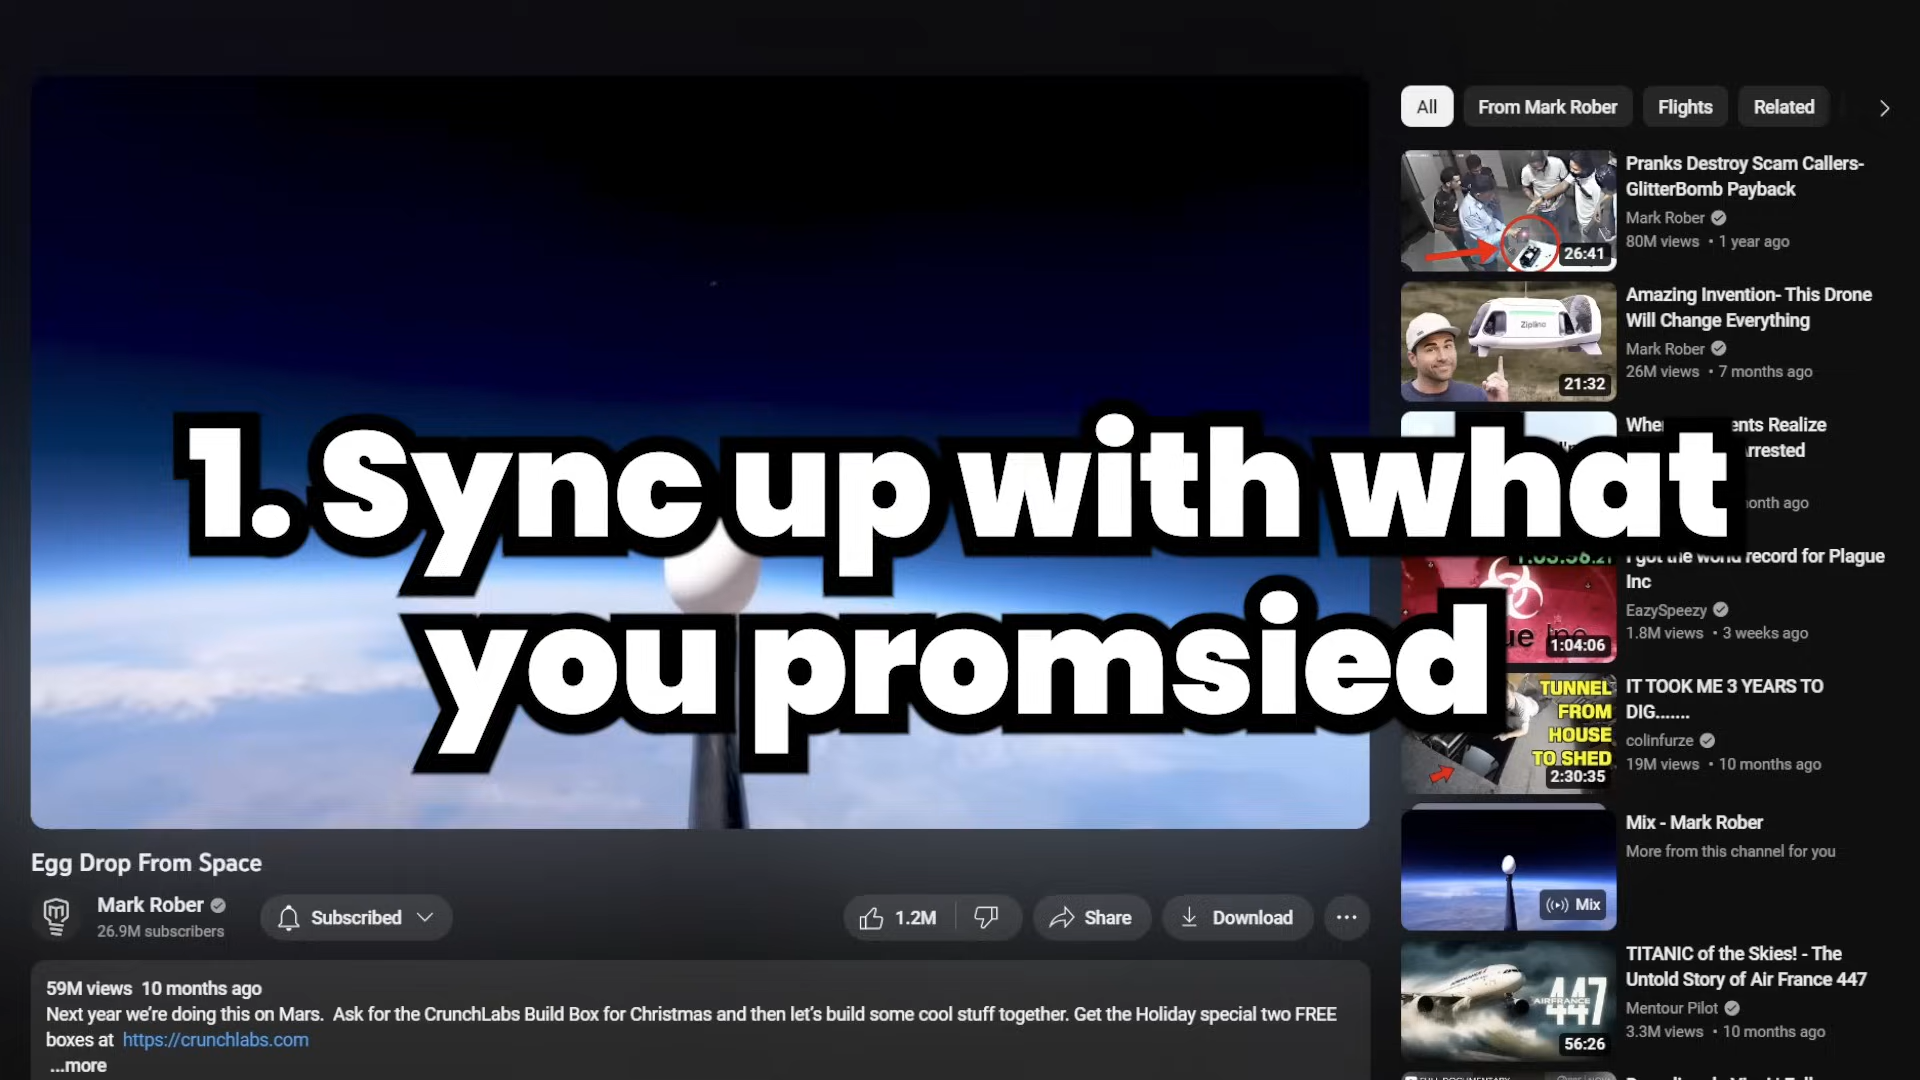 All
From Mark Rober
Flights
Related
Pranks Destroy Scam Callers-
GlitterBomb Payback
Mark Rober
80M views • 1 year ago
26:41
Amazing Invention- This Drone
Will Change Everything
Mark Rober
26M views • 7 months ago
Zipline
21:32
1. Sync up with what
you promsied
ents Realize
rrested
onth ago
I got the world record for Plague
Inc
EazySpeezy
1.8M views • 3 weeks ago
1:04:06
IT TOOK ME 3 YEARS TO
DIG.......
colinfurze
19M views • 10 months ago
TUNNEL
FROM
HOUSE
TO SHED
2:30:35
Mix - Mark Rober
More from this channel for you
Mix
TITANIC of the Skies! - The
Untold Story of Air France 447
Mentour Pilot
3.3M views • 10 months ago
AIRFRANCE
447
56:26
Egg Drop From Space
Mark Rober
26.9M subscribers
Subscribed
1.2M
Share
Download
59M views 10 months ago
Next year we're doing this on Mars. Ask for the CrunchLabs Build Box for Christmas and then let's build some cool stuff together. Get the Holiday special two FREE
boxes at https://crunchlabs.com
...more